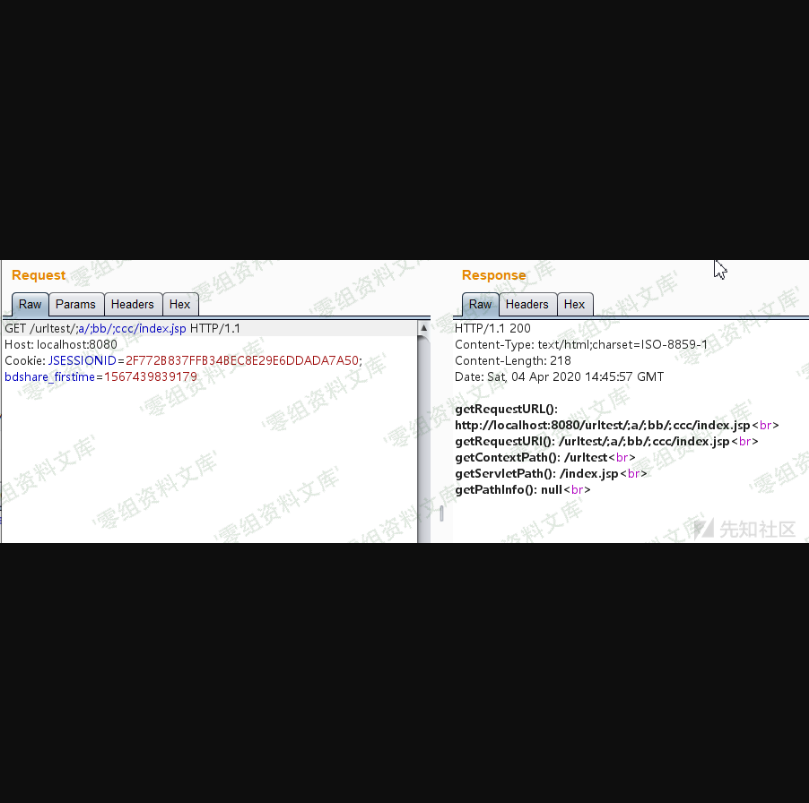 Request
Raw Params Headers Hex
GET /urltest/;a/;bb/;ccc/index.jsp HTTP/1.1
Host: localhost:8080
Cookie: JSESSIONID=2F772B837FFB34BEC8E29E6DDADA7A50;
bdshare_firstime=1567439839179
Response
Raw Headers Hex
HTTP/1.1 200
Content-Type: text/html;charset=ISO-8859-1
Content-Length: 218
Date: Sat, 04 Apr 2020 14:45:57 GMT
getRequestURL():
http://localhost:8080/urltest/;a/;bb/;ccc/index.jsp<br>
getRequestURI(): /urltest/;a/;bb/;ccc/index.jsp<br>
getContextPath(): /urltest<br>
getServletPath(): /index.jsp<br>
getPathInfo(): null<br>
'零组资料文库'
先知社区